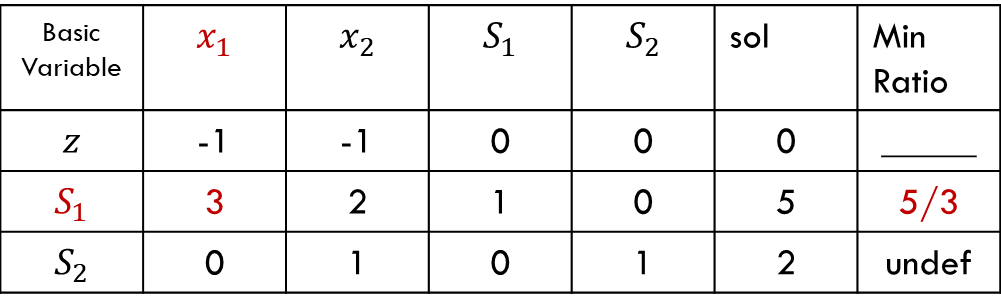 Basic Variable x₁ x₂ S₁ S₂ sol Min Ratio
z -1 -1 0 0 0 ______
S₁ 3 2 1 0 5 5/3
S₂ 0 1 0 1 2 undef